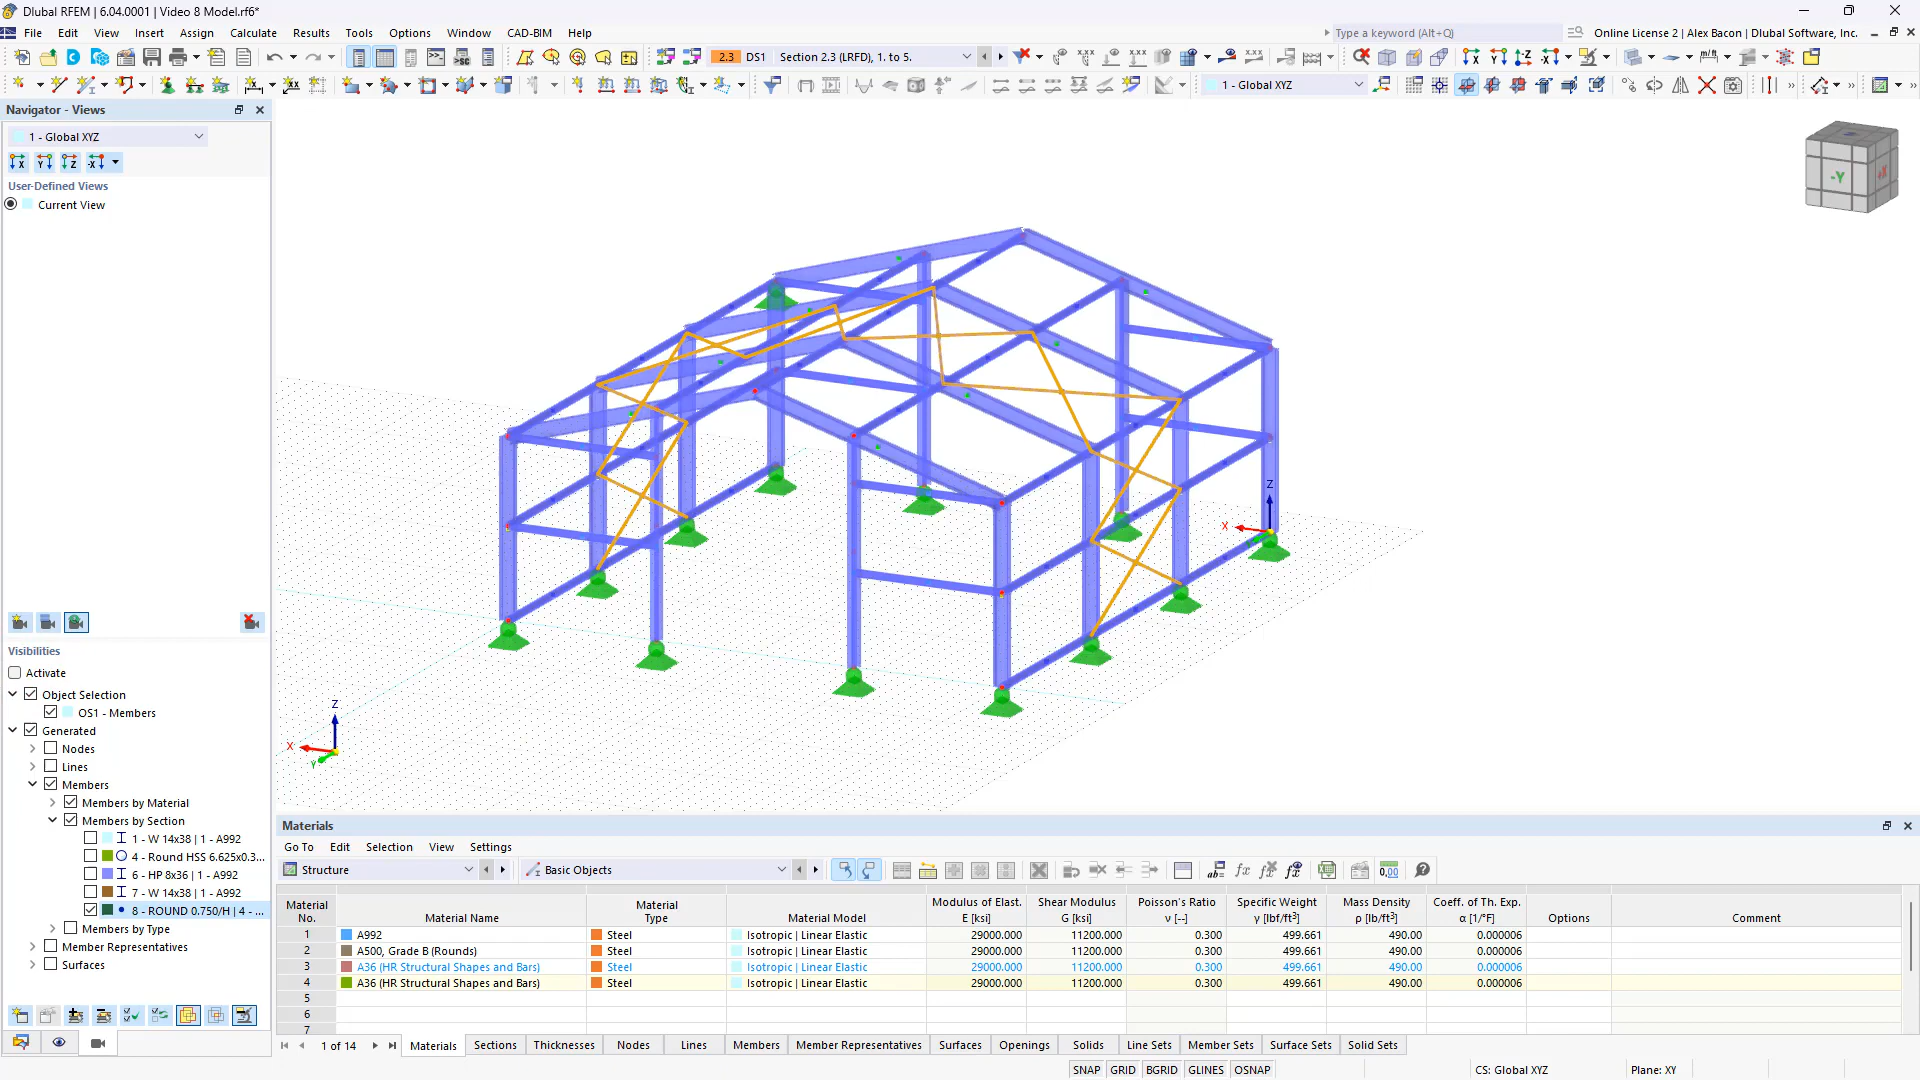 Dlubal RFEM | 6.04.0001 | Video 8 Model.rf6*
File Edit View Insert Assign Calculate Results Tools Options Window CAD-BIM Help
Type a keyword (Alt+Q)
Online License 2 | Alex Bacon | Dlubal Software, Inc.
2.3 DS1 Section 2.3 (LRFD), 1. to 5.
1 - Global XYZ
Navigator - Views
1 - Global XYZ
User-Defined Views
Current View
-Y +X
Z
X
Z
X
Y
Visibilities
Activate
Object Selection
OS1 - Members
Generated
Nodes
Lines
Members
Members by Material
Members by Section
1 - W 14x38 | 1 - A992
4 - Round HSS 6.625x0.3...
6 - HP 8x36 | 1 - A992
7 - W 14x38 | 1 - A992
8 - ROUND 0.750/H | 4 - ...
Members by Type
Member Representatives
Surfaces
Materials
Go To Edit Selection View Settings
Structure Basic Objects
Material No. Material Name Material Type Material Model Modulus of Elast. E [ksi] Shear Modulus G [ksi] Poisson's Ratio ν [--] Specific Weight γ [lbf/ft³] Mass Density ρ [lb/ft³] Coeff. of Th. Exp. α [1/°F] Options Comment
1 A992 Steel Isotropic | Linear Elastic 29000.000 11200.000 0.300 499.661 490.00 0.000006
2 A500, Grade B (Rounds) Steel Isotropic | Linear Elastic 29000.000 11200.000 0.300 499.661 490.00 0.000006
3 A36 (HR Structural Shapes and Bars) Steel Isotropic | Linear Elastic 29000.000 11200.000 0.300 499.661 490.00 0.000006
4 A36 (HR Structural Shapes and Bars) Steel Isotropic | Linear Elastic 29000.000 11200.000 0.300 499.661 490.00 0.000006
5
6
7
1 of 14 Materials Sections Thicknesses Nodes Lines Members Member Representatives Surfaces Openings Solids Line Sets Member Sets Surface Sets Solid Sets
SNAP GRID BGRID GLINES OSNAP CS: Global XYZ Plane: XY